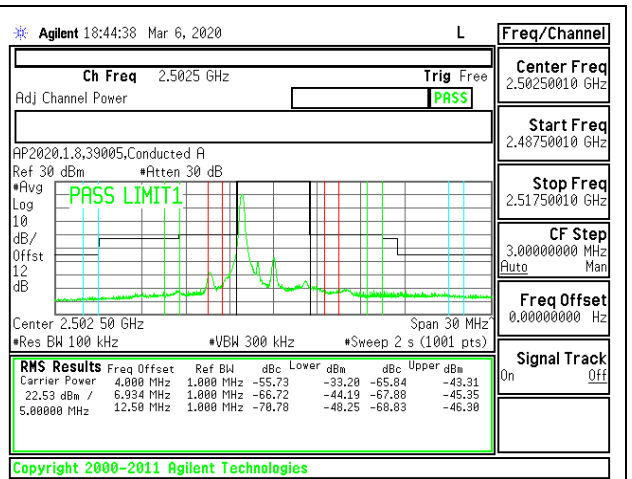 Agilent 18:44:38 Mar 6, 2020 L
Freq/Channel
Ch Freq 2.5025 GHz Trig Free
Adj Channel Power PASS
AP2020.1.8,39005,Conducted A
Ref 30 dBm #Atten 30 dB
#Avg
Log
10
dB/
Offst
12
dB
PASS LIMIT1
Center 2.502 50 GHz Span 30 MHz^
#Res BW 100 kHz #VBW 300 kHz #Sweep 2 s (1001 pts)
RMS Results Freq Offset Ref BW dBc Lower dBm dBc Upper dBm
Carrier Power 4.000 MHz 1.000 MHz -55.73 -33.20 -65.84 -43.31
22.53 dBm / 6.934 MHz 1.000 MHz -66.72 -44.19 -67.88 -45.35
5.00000 MHz 12.50 MHz 1.000 MHz -70.78 -48.25 -68.83 -46.30
Center Freq
2.50250010 GHz
Start Freq
2.48750010 GHz
Stop Freq
2.51750010 GHz
CF Step
3.00000000 MHz
Auto Man
Freq Offset
0.00000000 Hz
Signal Track
On Off
Copyright 2000-2011 Agilent Technologies